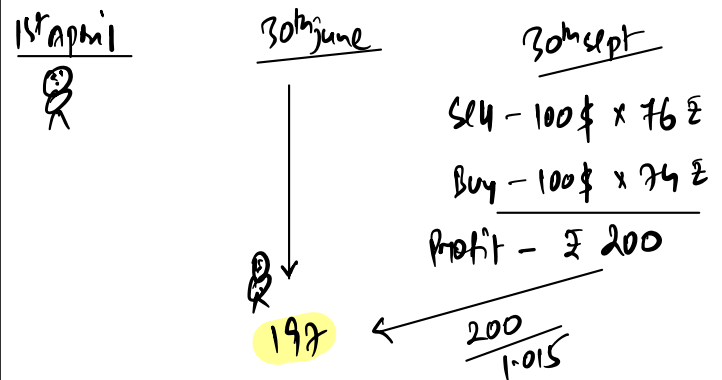 1st April
30th june
30th sept
Sell - 100$ x 76 ₹
Buy - 100$ x 74 ₹
Profit - ₹ 200
197
200
1.015